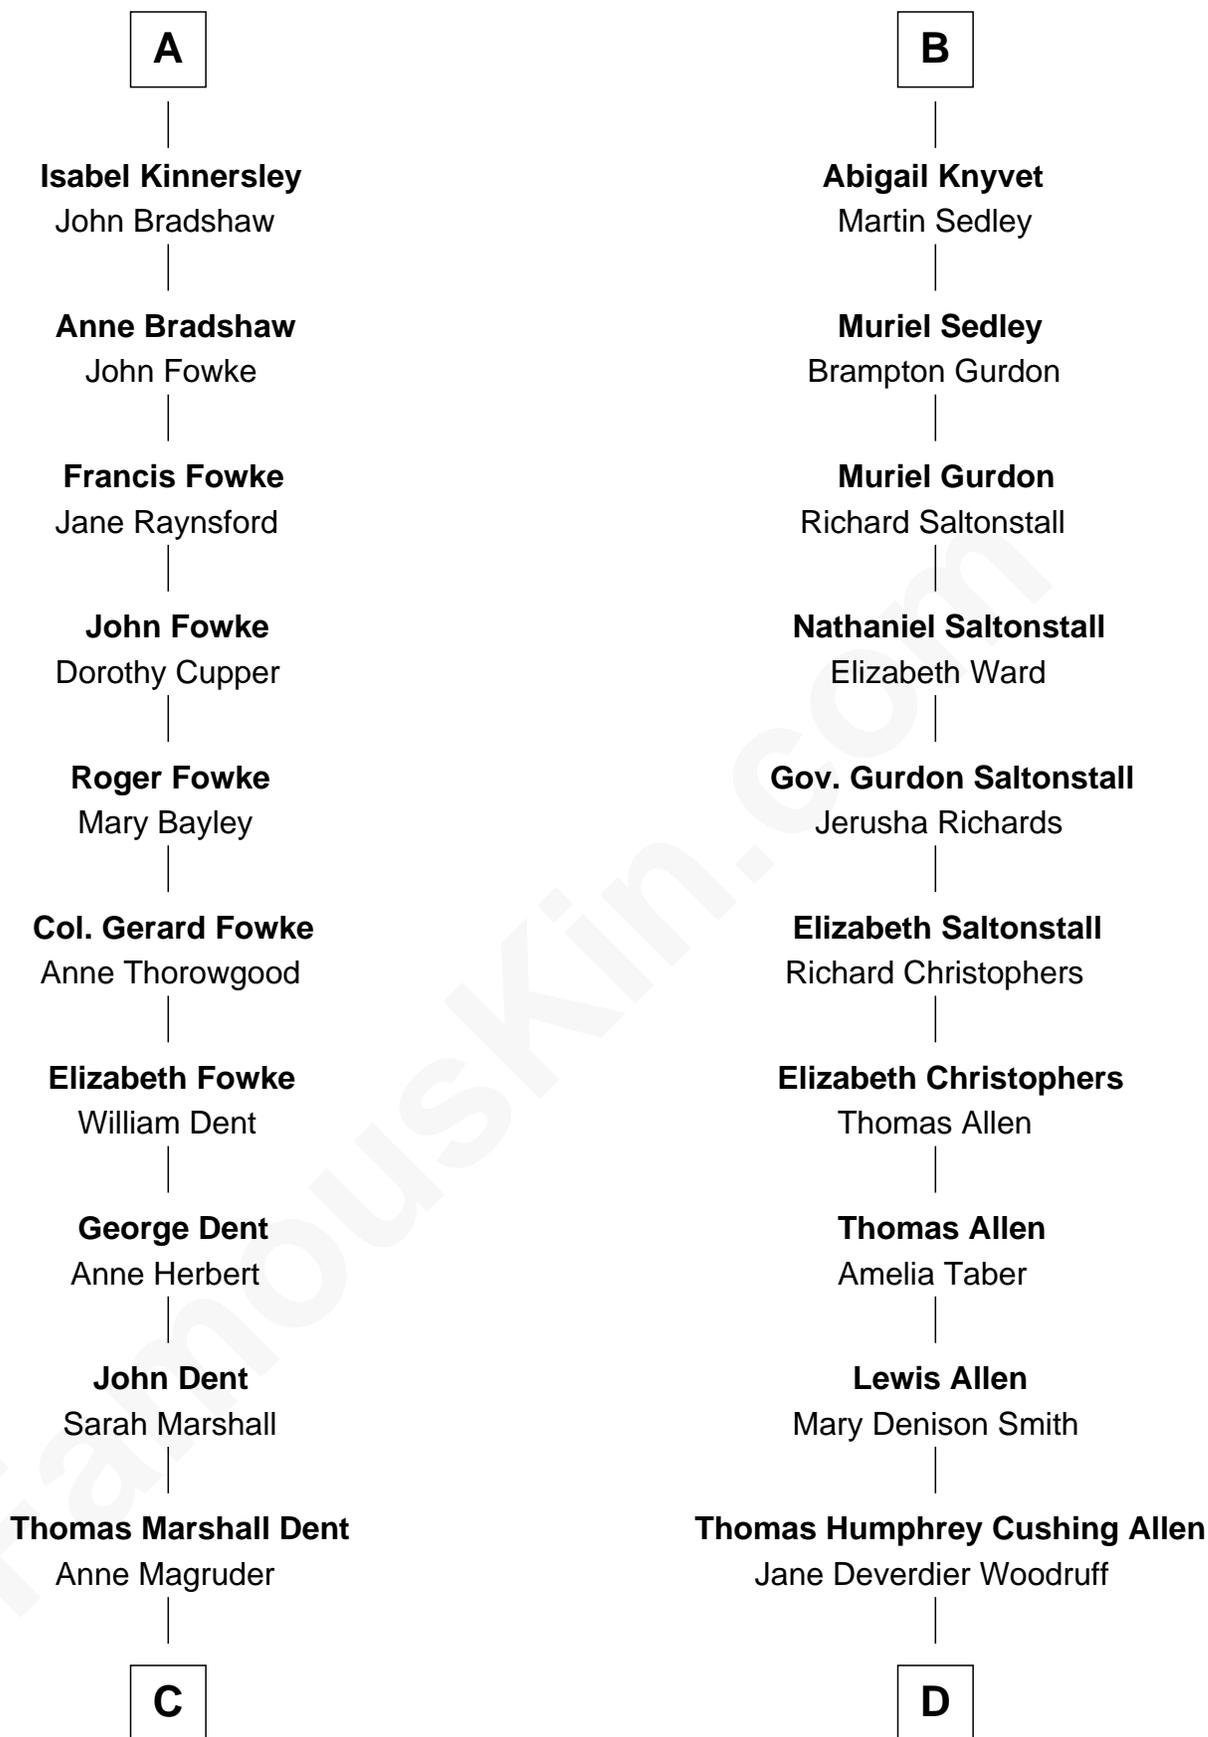 A
Isabel Kinnersley
John Bradshaw
Anne Bradshaw
John Fowke
Francis Fowke
Jane Raynsford
John Fowke
Dorothy Cupper
Roger Fowke
Mary Bayley
Col. Gerard Fowke
Anne Thorowgood
Elizabeth Fowke
William Dent
George Dent
Anne Herbert
John Dent
Sarah Marshall
Thomas Marshall Dent
Anne Magruder
C
B
Abigail Knyvet
Martin Sedley
Muriel Sedley
Brampton Gurdon
Muriel Gurdon
Richard Saltonstall
Nathaniel Saltonstall
Elizabeth Ward
Gov. Gurdon Saltonstall
Jerusha Richards
Elizabeth Saltonstall
Richard Christophers
Elizabeth Christophers
Thomas Allen
Thomas Allen
Amelia Taber
Lewis Allen
Mary Denison Smith
Thomas Humphrey Cushing Allen
Jane Deverdier Woodruff
D
FamousKin.com